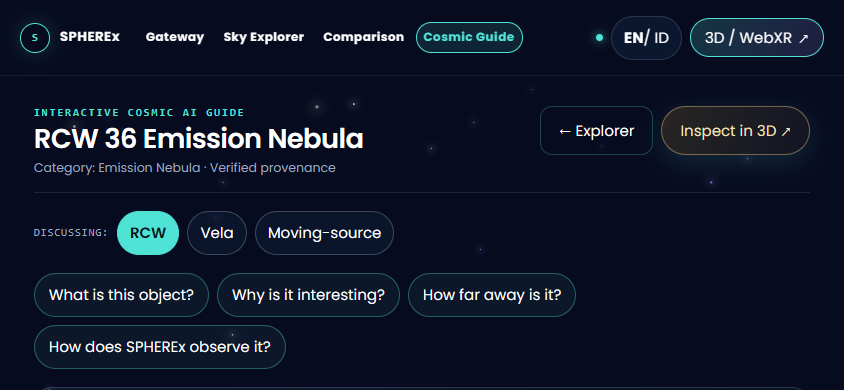 S SPHEREx Gateway Sky Explorer Comparison Cosmic Guide EN/ ID 3D / WebXR ↗
INTERACTIVE COSMIC AI GUIDE
RCW 36 Emission Nebula
Category: Emission Nebula · Verified provenance
← Explorer Inspect in 3D ↗
DISCUSSING: RCW Vela Moving-source
What is this object? Why is it interesting? How far away is it?
How does SPHEREx observe it?